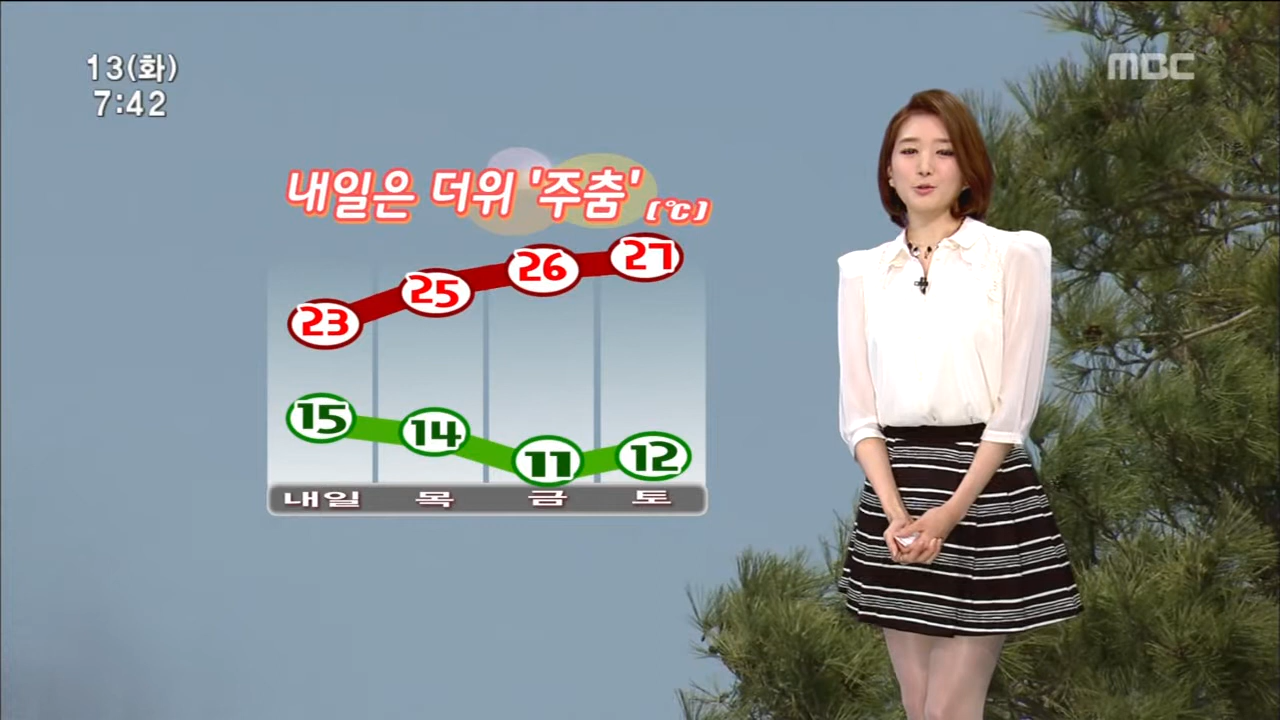 13(화)
7:42
MBC
내일은 더위 '주춤' (℃)
23 25 26 27
15 14 11 12
내일 목 금 토